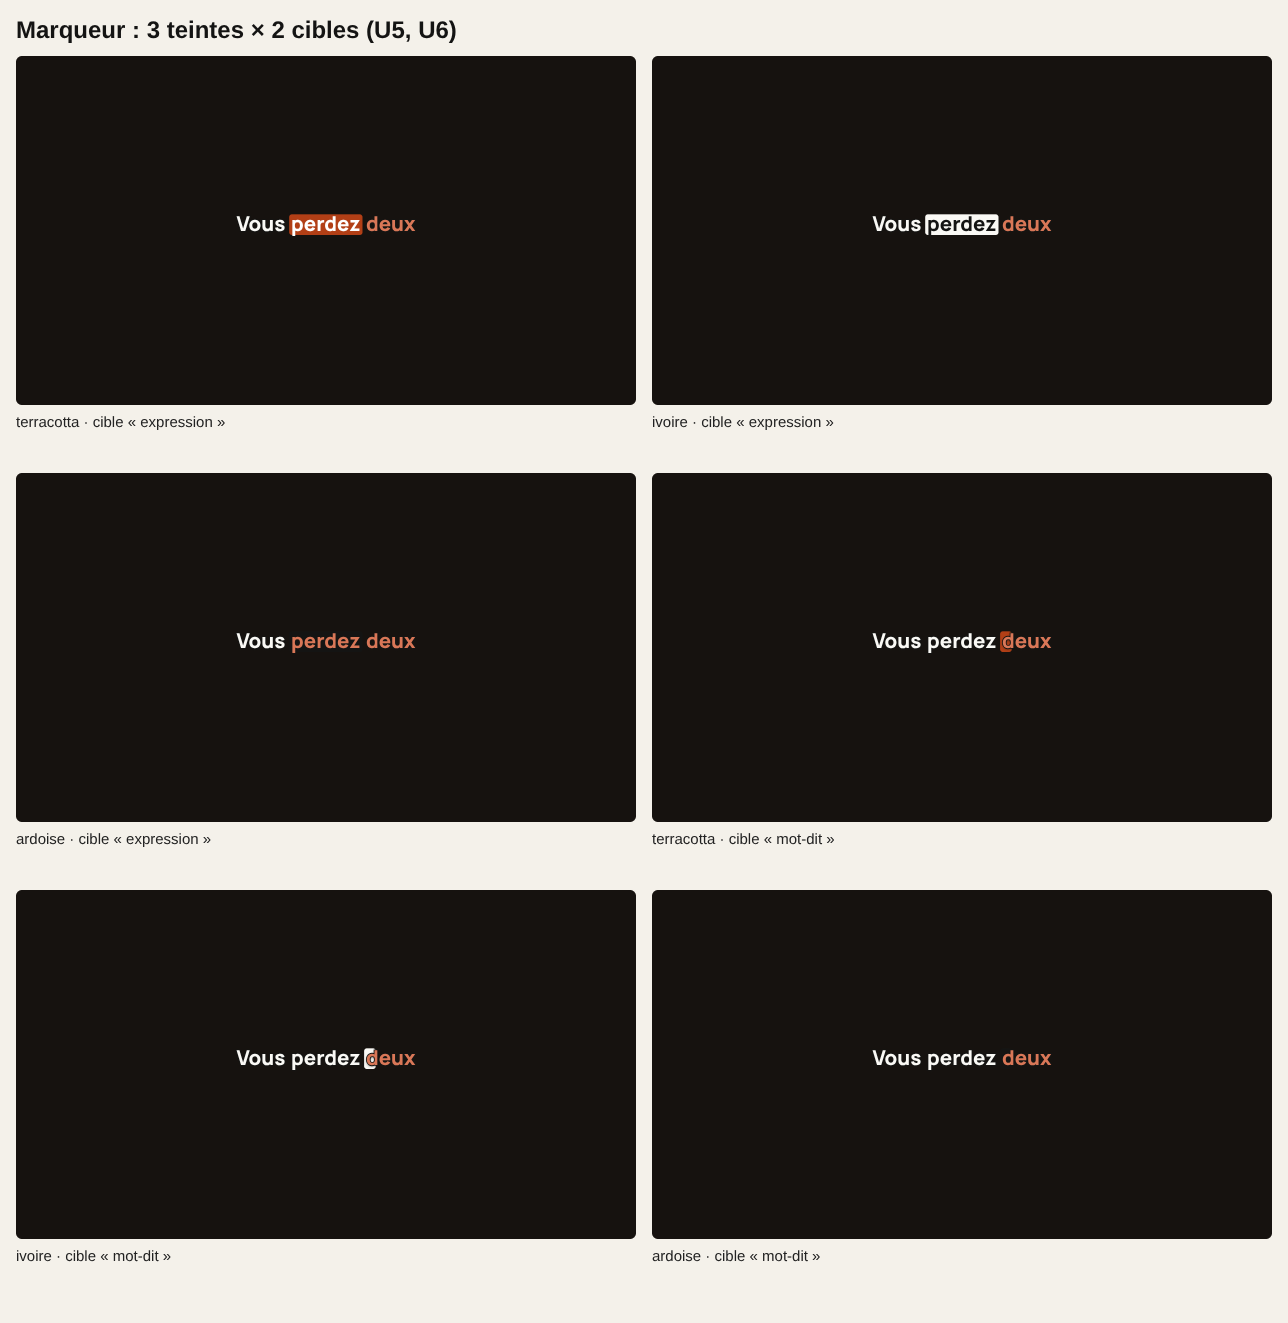 Marqueur : 3 teintes × 2 cibles (U5, U6)
Vous perdez deux
Vous perdez deux
terracotta · cible « expression »
ivoire · cible « expression »
Vous perdez deux
Vous perdez deux
ardoise · cible « expression »
terracotta · cible « mot-dit »
Vous perdez deux
Vous perdez deux
ivoire · cible « mot-dit »
ardoise · cible « mot-dit »